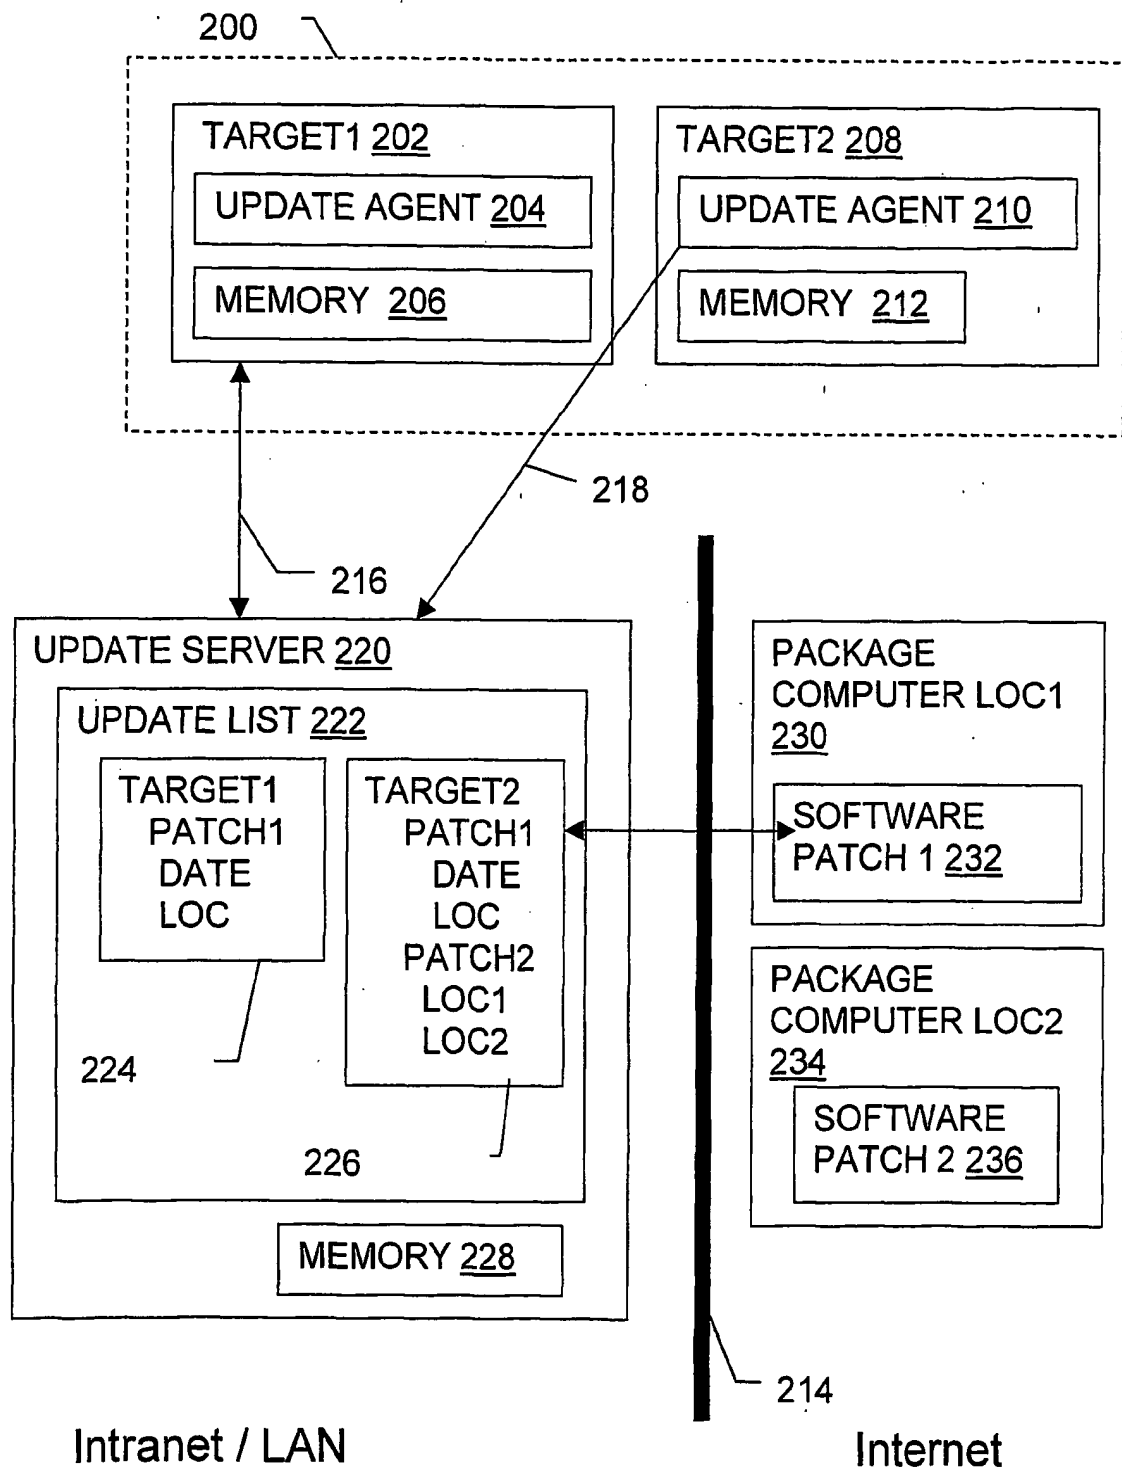 200
TARGET1 202
UPDATE AGENT 204
MEMORY 206
TARGET2 208
UPDATE AGENT 210
MEMORY 212
218
216
UPDATE SERVER 220
UPDATE LIST 222
TARGET1
PATCH1
DATE
LOC
224
TARGET2
PATCH1
DATE
LOC
PATCH2
LOC1
LOC2
226
MEMORY 228
PACKAGE
COMPUTER LOC1
230
SOFTWARE
PATCH 1 232
PACKAGE
COMPUTER LOC2
234
SOFTWARE
PATCH 2 236
214
Intranet / LAN
Internet